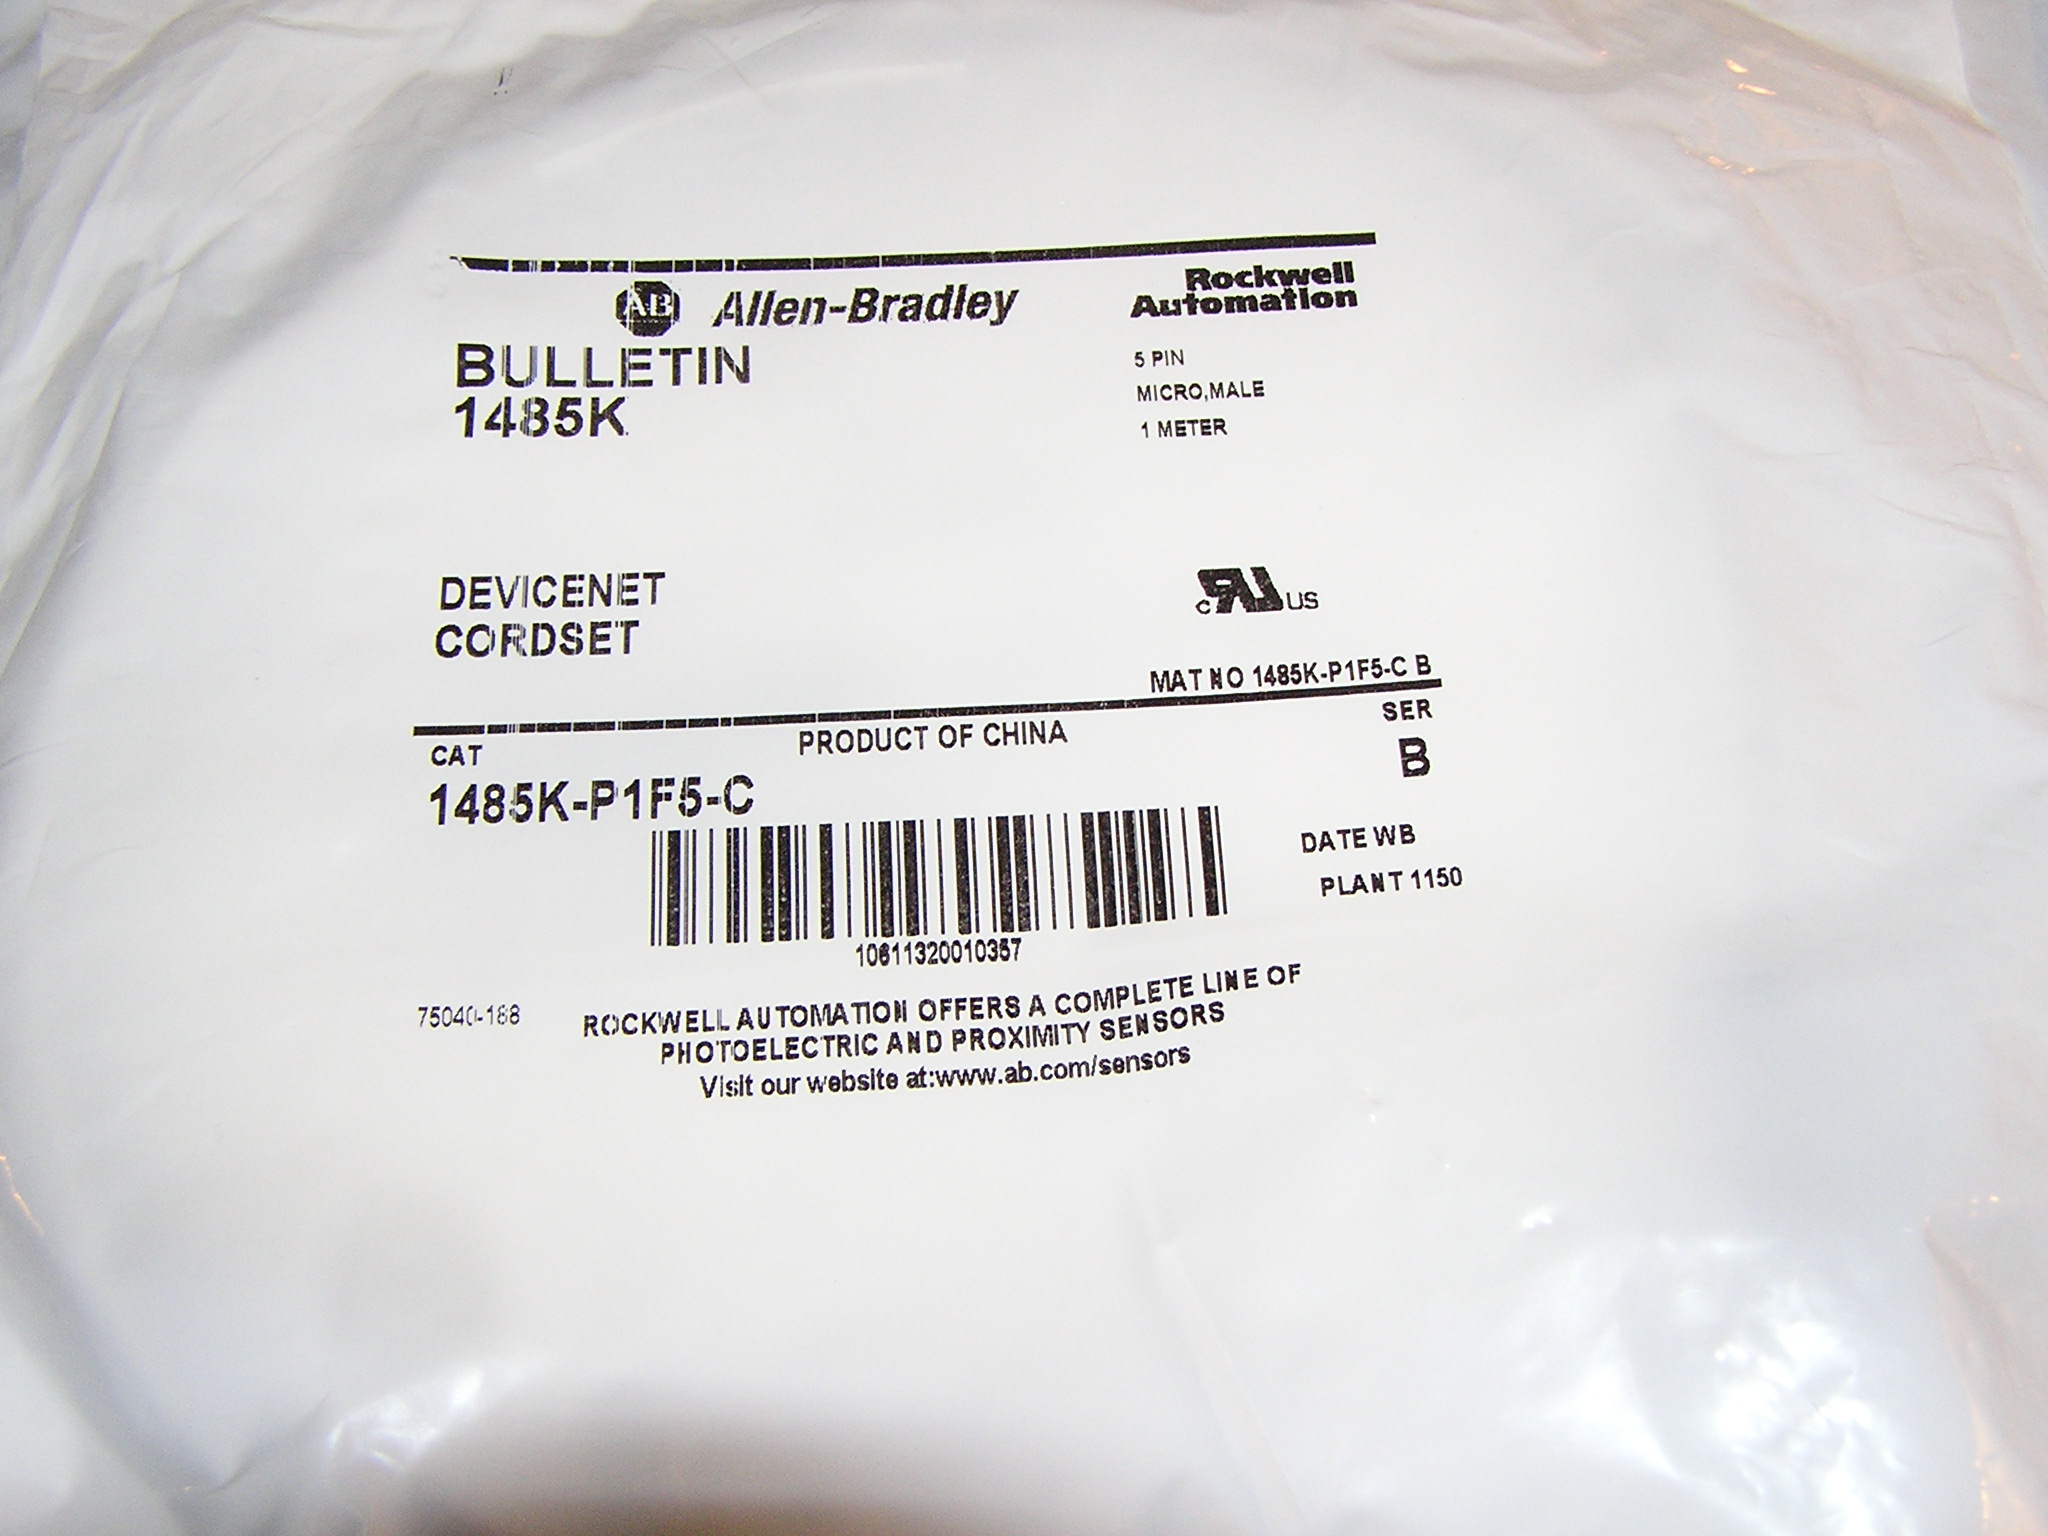 AB Allen-Bradley
Rockwell
Automation
BULLETIN
1485K
5 PIN
MICRO,MALE
1 METER
DEVICENET
CORDSET
c RU US
MAT NO 1485K-P1F5-C B
CAT
PRODUCT OF CHINA
SER
1485K-P1F5-C
B
DATE WB
PLANT 1150
10611320010357
75040-188
ROCKWELL AUTOMATION OFFERS A COMPLETE LINE OF
PHOTOELECTRIC AND PROXIMITY SENSORS
Visit our website at:www.ab.com/sensors